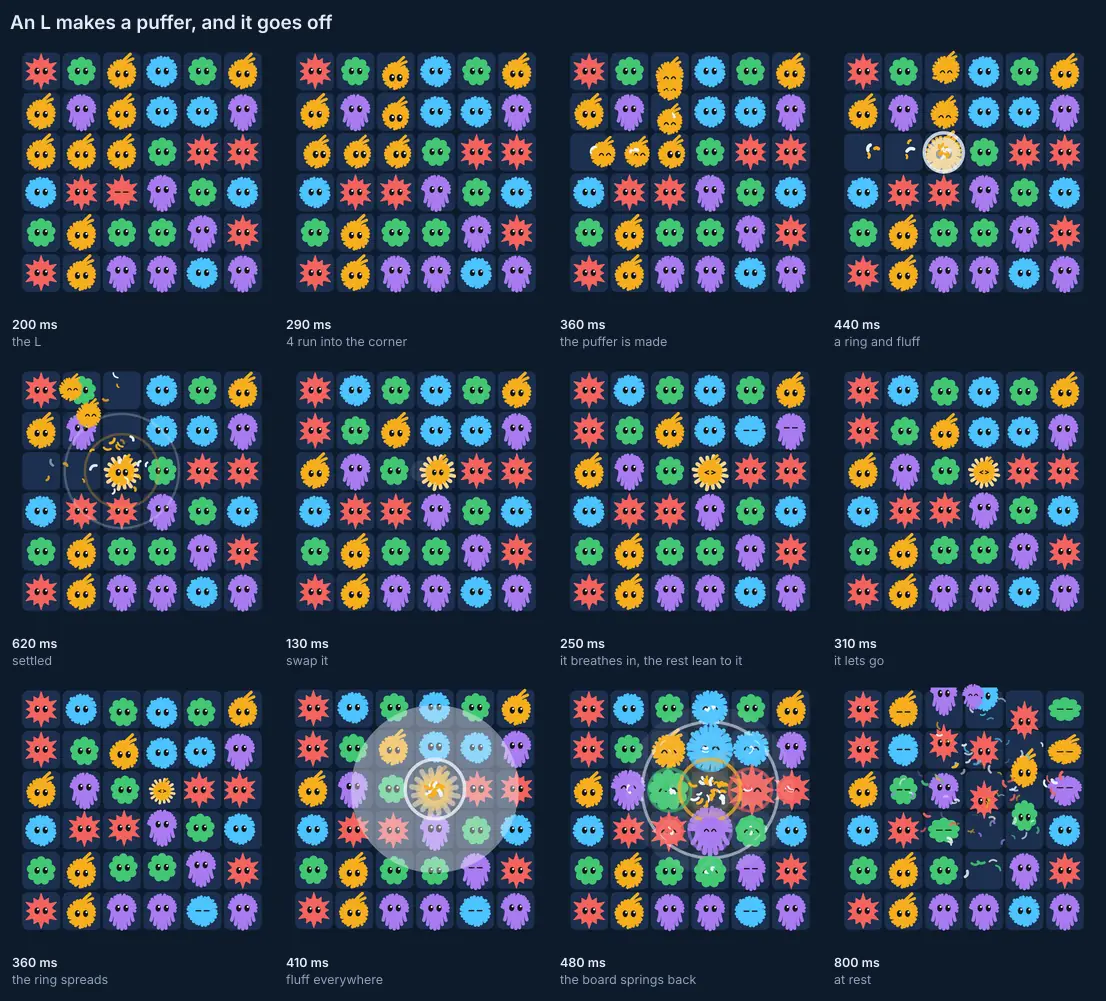 An L makes a puffer, and it goes off
200 ms
the L
290 ms
4 run into the corner
360 ms
the puffer is made
440 ms
a ring and fluff
620 ms
settled
130 ms
swap it
250 ms
it breathes in, the rest lean to it
310 ms
it lets go
360 ms
the ring spreads
410 ms
fluff everywhere
480 ms
the board springs back
800 ms
at rest